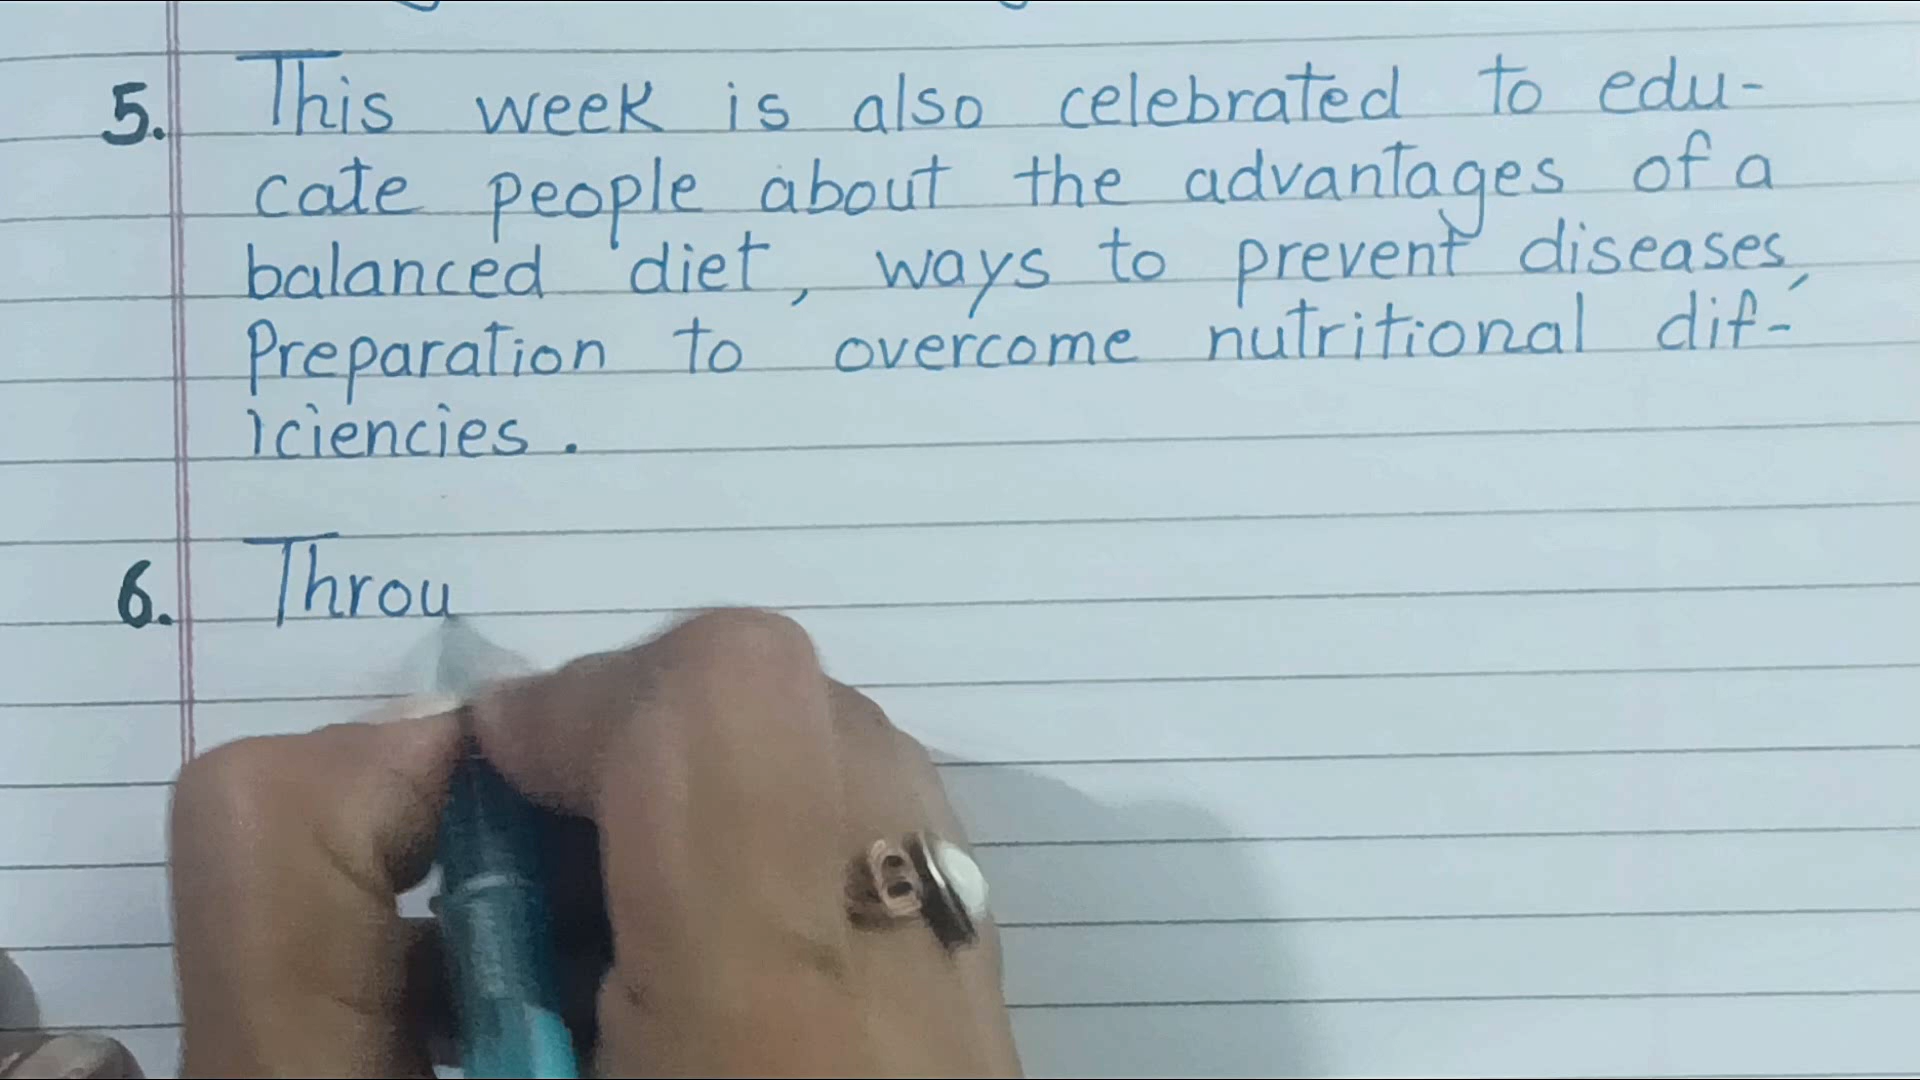 5. This week is also celebrated to edu-
cate people about the advantages of a
balanced diet, ways to prevent diseases,
Preparation to overcome nutritional dif-
iciencies.
6. Throu